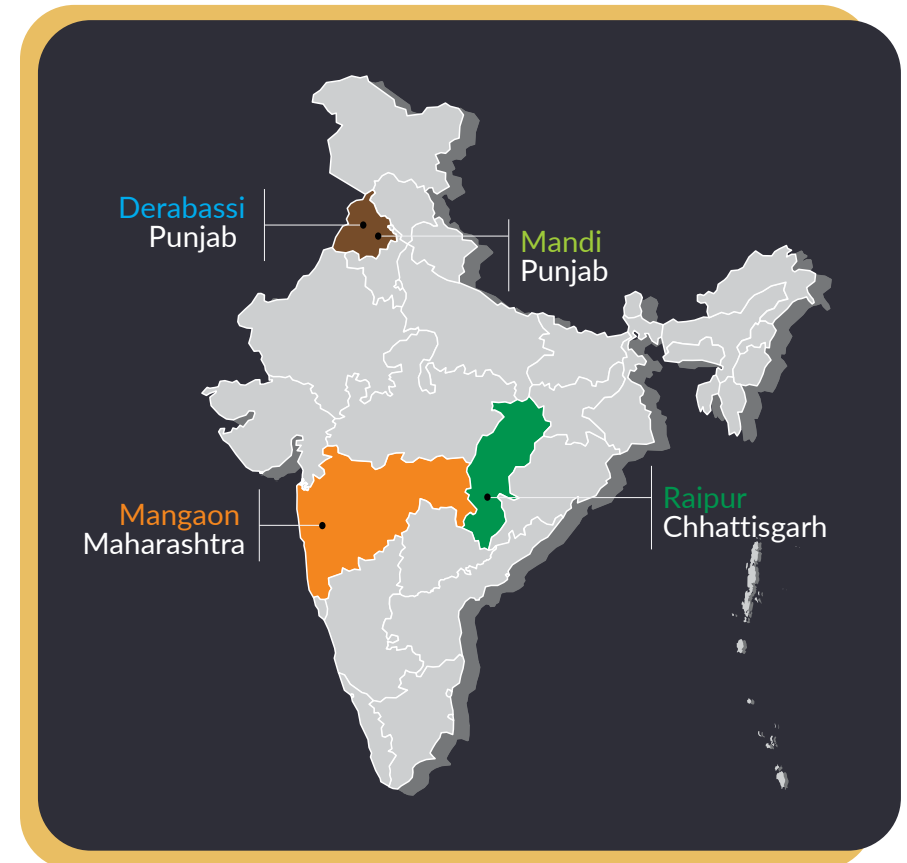 Derabassi
Punjab
Mandi
Punjab
Mangaon
Maharashtra
Raipur
Chhattisgarh